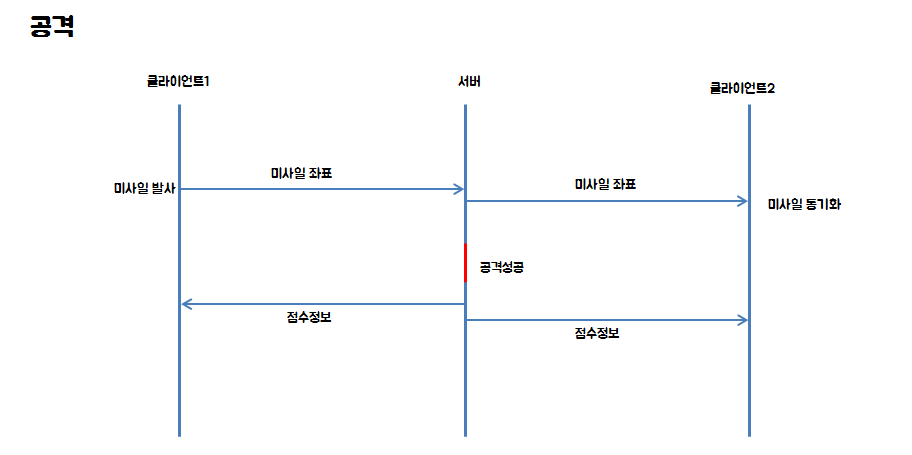 공격
클라이언트1
서버
클라이언트2
미사일 발사
미사일 좌표
미사일 좌표
미사일 동기화
공격성공
점수정보
점수정보